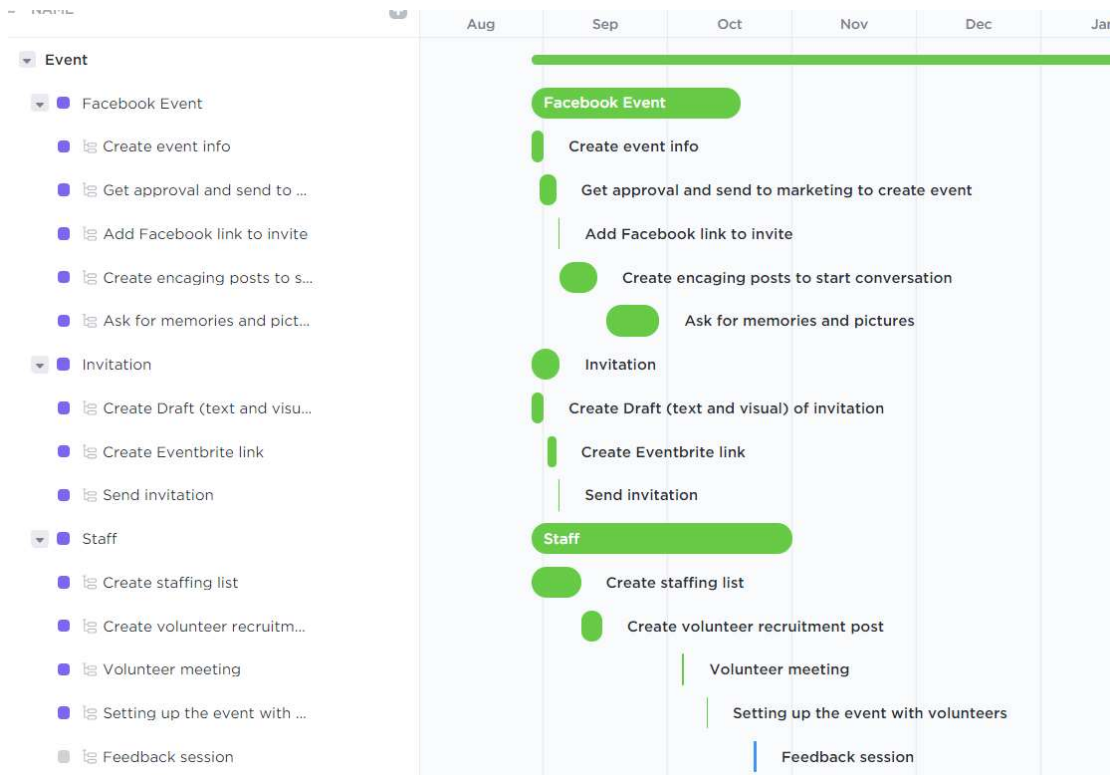 NAME
Aug Sep Oct Nov Dec Jan
Event
Facebook Event Facebook Event
Create event info Create event info
Get approval and send to ... Get approval and send to marketing to create event
Add Facebook link to invite Add Facebook link to invite
Create encaging posts to s... Create encaging posts to start conversation
Ask for memories and pict... Ask for memories and pictures
Invitation Invitation
Create Draft (text and visu... Create Draft (text and visual) of invitation
Create Eventbrite link Create Eventbrite link
Send invitation Send invitation
Staff Staff
Create staffing list Create staffing list
Create volunteer recruitm... Create volunteer recruitment post
Volunteer meeting Volunteer meeting
Setting up the event with ... Setting up the event with volunteers
Feedback session Feedback session